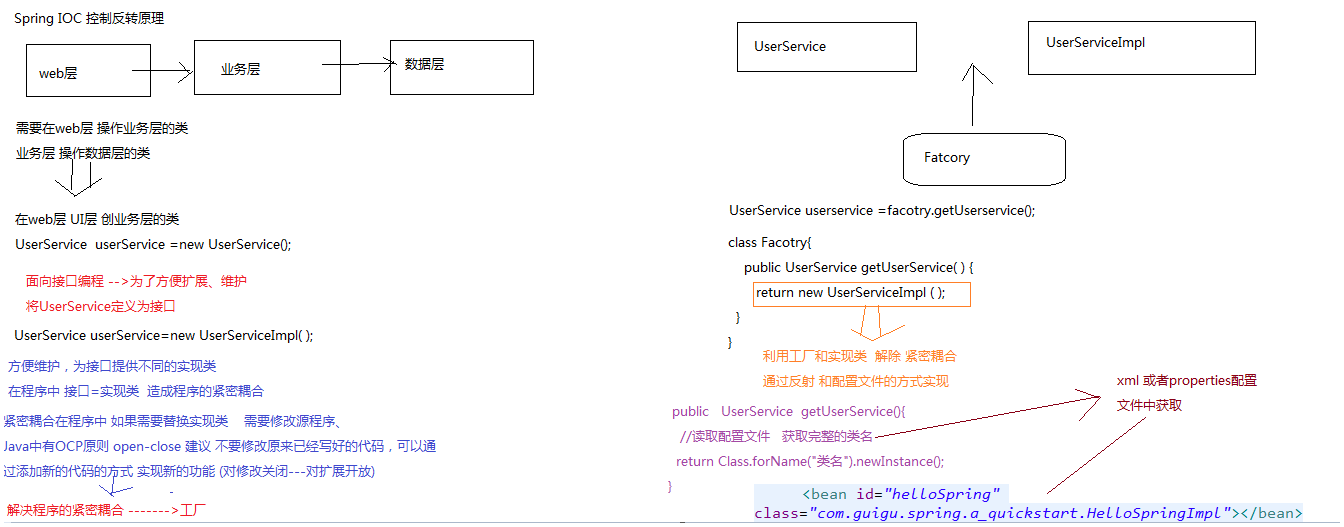 Spring IOC 控制反转原理
web层
业务层
数据层
需要在web层 操作业务层的类
业务层 操作数据层的类
在web层 UI层 创业务层的类
UserService userService =new UserService();
面向接口编程 -->为了方便扩展、维护
将UserService定义为接口
UserService userService=new UserServiceImpl( );
方便维护，为接口提供不同的实现类
在程序中 接口=实现类 造成程序的紧密耦合
紧密耦合在程序中 如果需要替换实现类 需要修改源程序、
Java中有OCP原则 open-close 建议 不要修改原来已经写好的代码，可以通
过添加新的代码的方式 实现新的功能 (对修改关闭---对扩展开放)
解决程序的紧密耦合 ------->工厂
UserService
UserServiceImpl
Fatcory
UserService userservice =facotry.getUserservice();
class Facotry{
public UserService getUserService( ) {
return new UserServiceImpl ( );
}
}
利用工厂和实现类 解除 紧密耦合
通过反射 和配置文件的方式实现
xml 或者properties配置
文件中获取
public UserService getUserService(){
//读取配置文件 获取完整的类名
return Class.forName("类名").newInstance();
}
<bean id="helloSpring"
class="com.guigu.spring.a_quickstart.HelloSpringImpl"></bean>